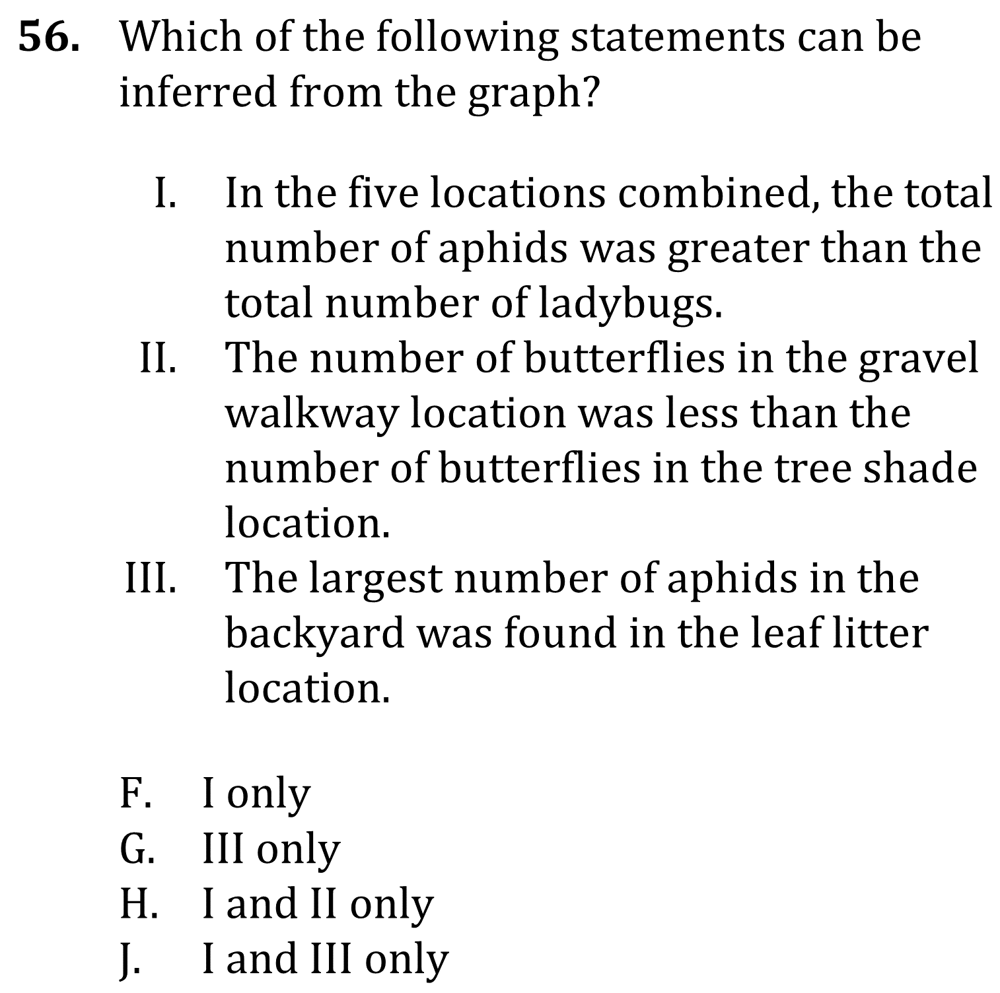 56. Which of the following statements can be
inferred from the graph?
I. In the five locations combined, the total
number of aphids was greater than the
total number of ladybugs.
II. The number of butterflies in the gravel
walkway location was less than the
number of butterflies in the tree shade
location.
III. The largest number of aphids in the
backyard was found in the leaf litter
location.
F. I only
G. III only
H. I and II only
J. I and III only